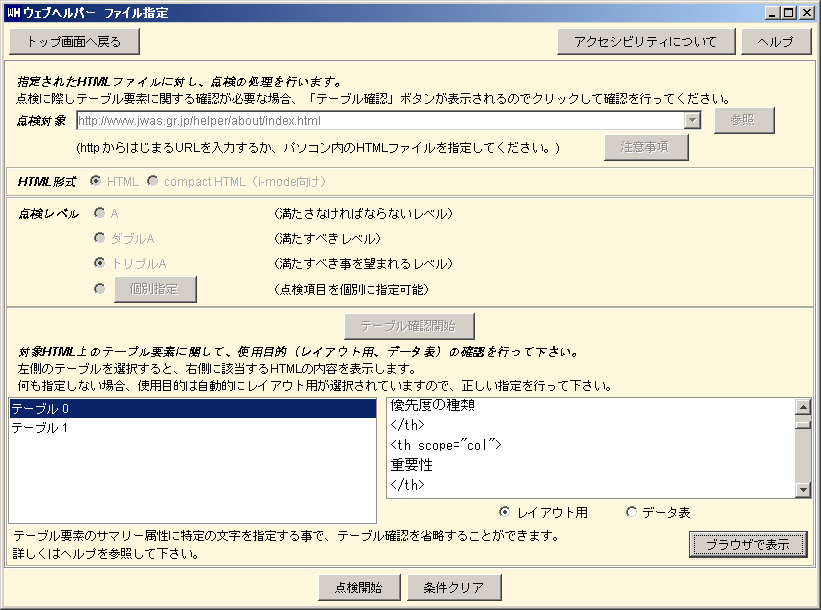 WH ウェブヘルパー ファイル指定
トップ画面へ戻る
アクセシビリティについて
ヘルプ
指定されたHTMLファイルに対し、点検の処理を行います。
点検に際しテーブル要素に関する確認が必要な場合、「テーブル確認」ボタンが表示されるのでクリックして確認を行ってください。
点検対象 http://www.jwas.gr.jp/helper/about/index.html 参照
(http からはじまるURLを入力するか、パソコン内のHTMLファイルを指定してください。) 注意事項
HTML形式 HTML compact HTML（i-mode向け）
点検レベル A （満たさなければならないレベル）
ダブルA （満たすべきレベル）
トリプルA （満たすべき事を望まれるレベル）
個別指定 （点検項目を個別に指定可能）
テーブル確認開始
対象HTML上のテーブル要素に関して、使用目的（レイアウト用、データ表）の確認を行って下さい。
左側のテーブルを選択すると、右側に該当するHTMLの内容を表示します。
何も指定しない場合、使用目的は自動的にレイアウト用が選択されていますので、正しい指定を行って下さい。
テーブル 0
テーブル 1
優先度の種類
</th>
<th scope="col">
重要性
</th>
レイアウト用 データ表
テーブル要素のサマリー属性に特定の文字を指定する事で、テーブル確認を省略することができます。
詳しくはヘルプを参照して下さい。
ブラウザで表示
点検開始 条件クリア